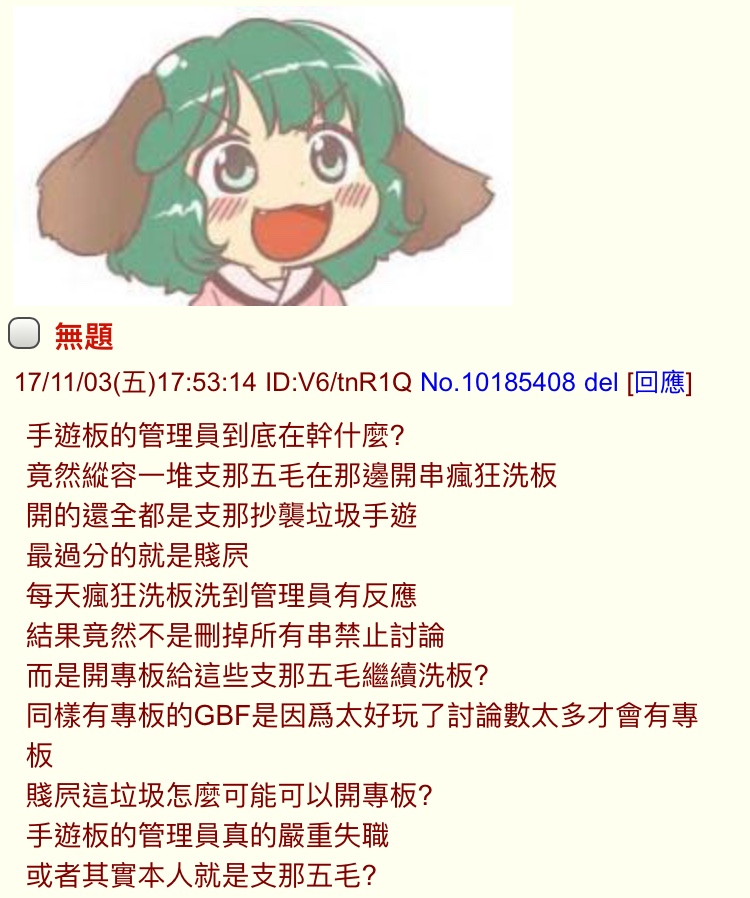 無題
17/11/03(五)17:53:14 ID:V6/tnR1Q No.10185408 del [回應]
手遊板的管理員到底在幹什麼?
竟然縱容一堆支那五毛在那邊開串瘋狂洗板
開的還全都是支那抄襲垃圾手遊
最過分的就是賤屄
每天瘋狂洗板洗到管理員有反應
結果竟然不是刪掉所有串禁止討論
而是開專板給這些支那五毛繼續洗板?
同樣有專板的GBF是因爲太好玩了討論數太多才會有專
板
賤屄這垃圾怎麼可能可以開專板?
手遊板的管理員真的嚴重失職
或者其實本人就是支那五毛?